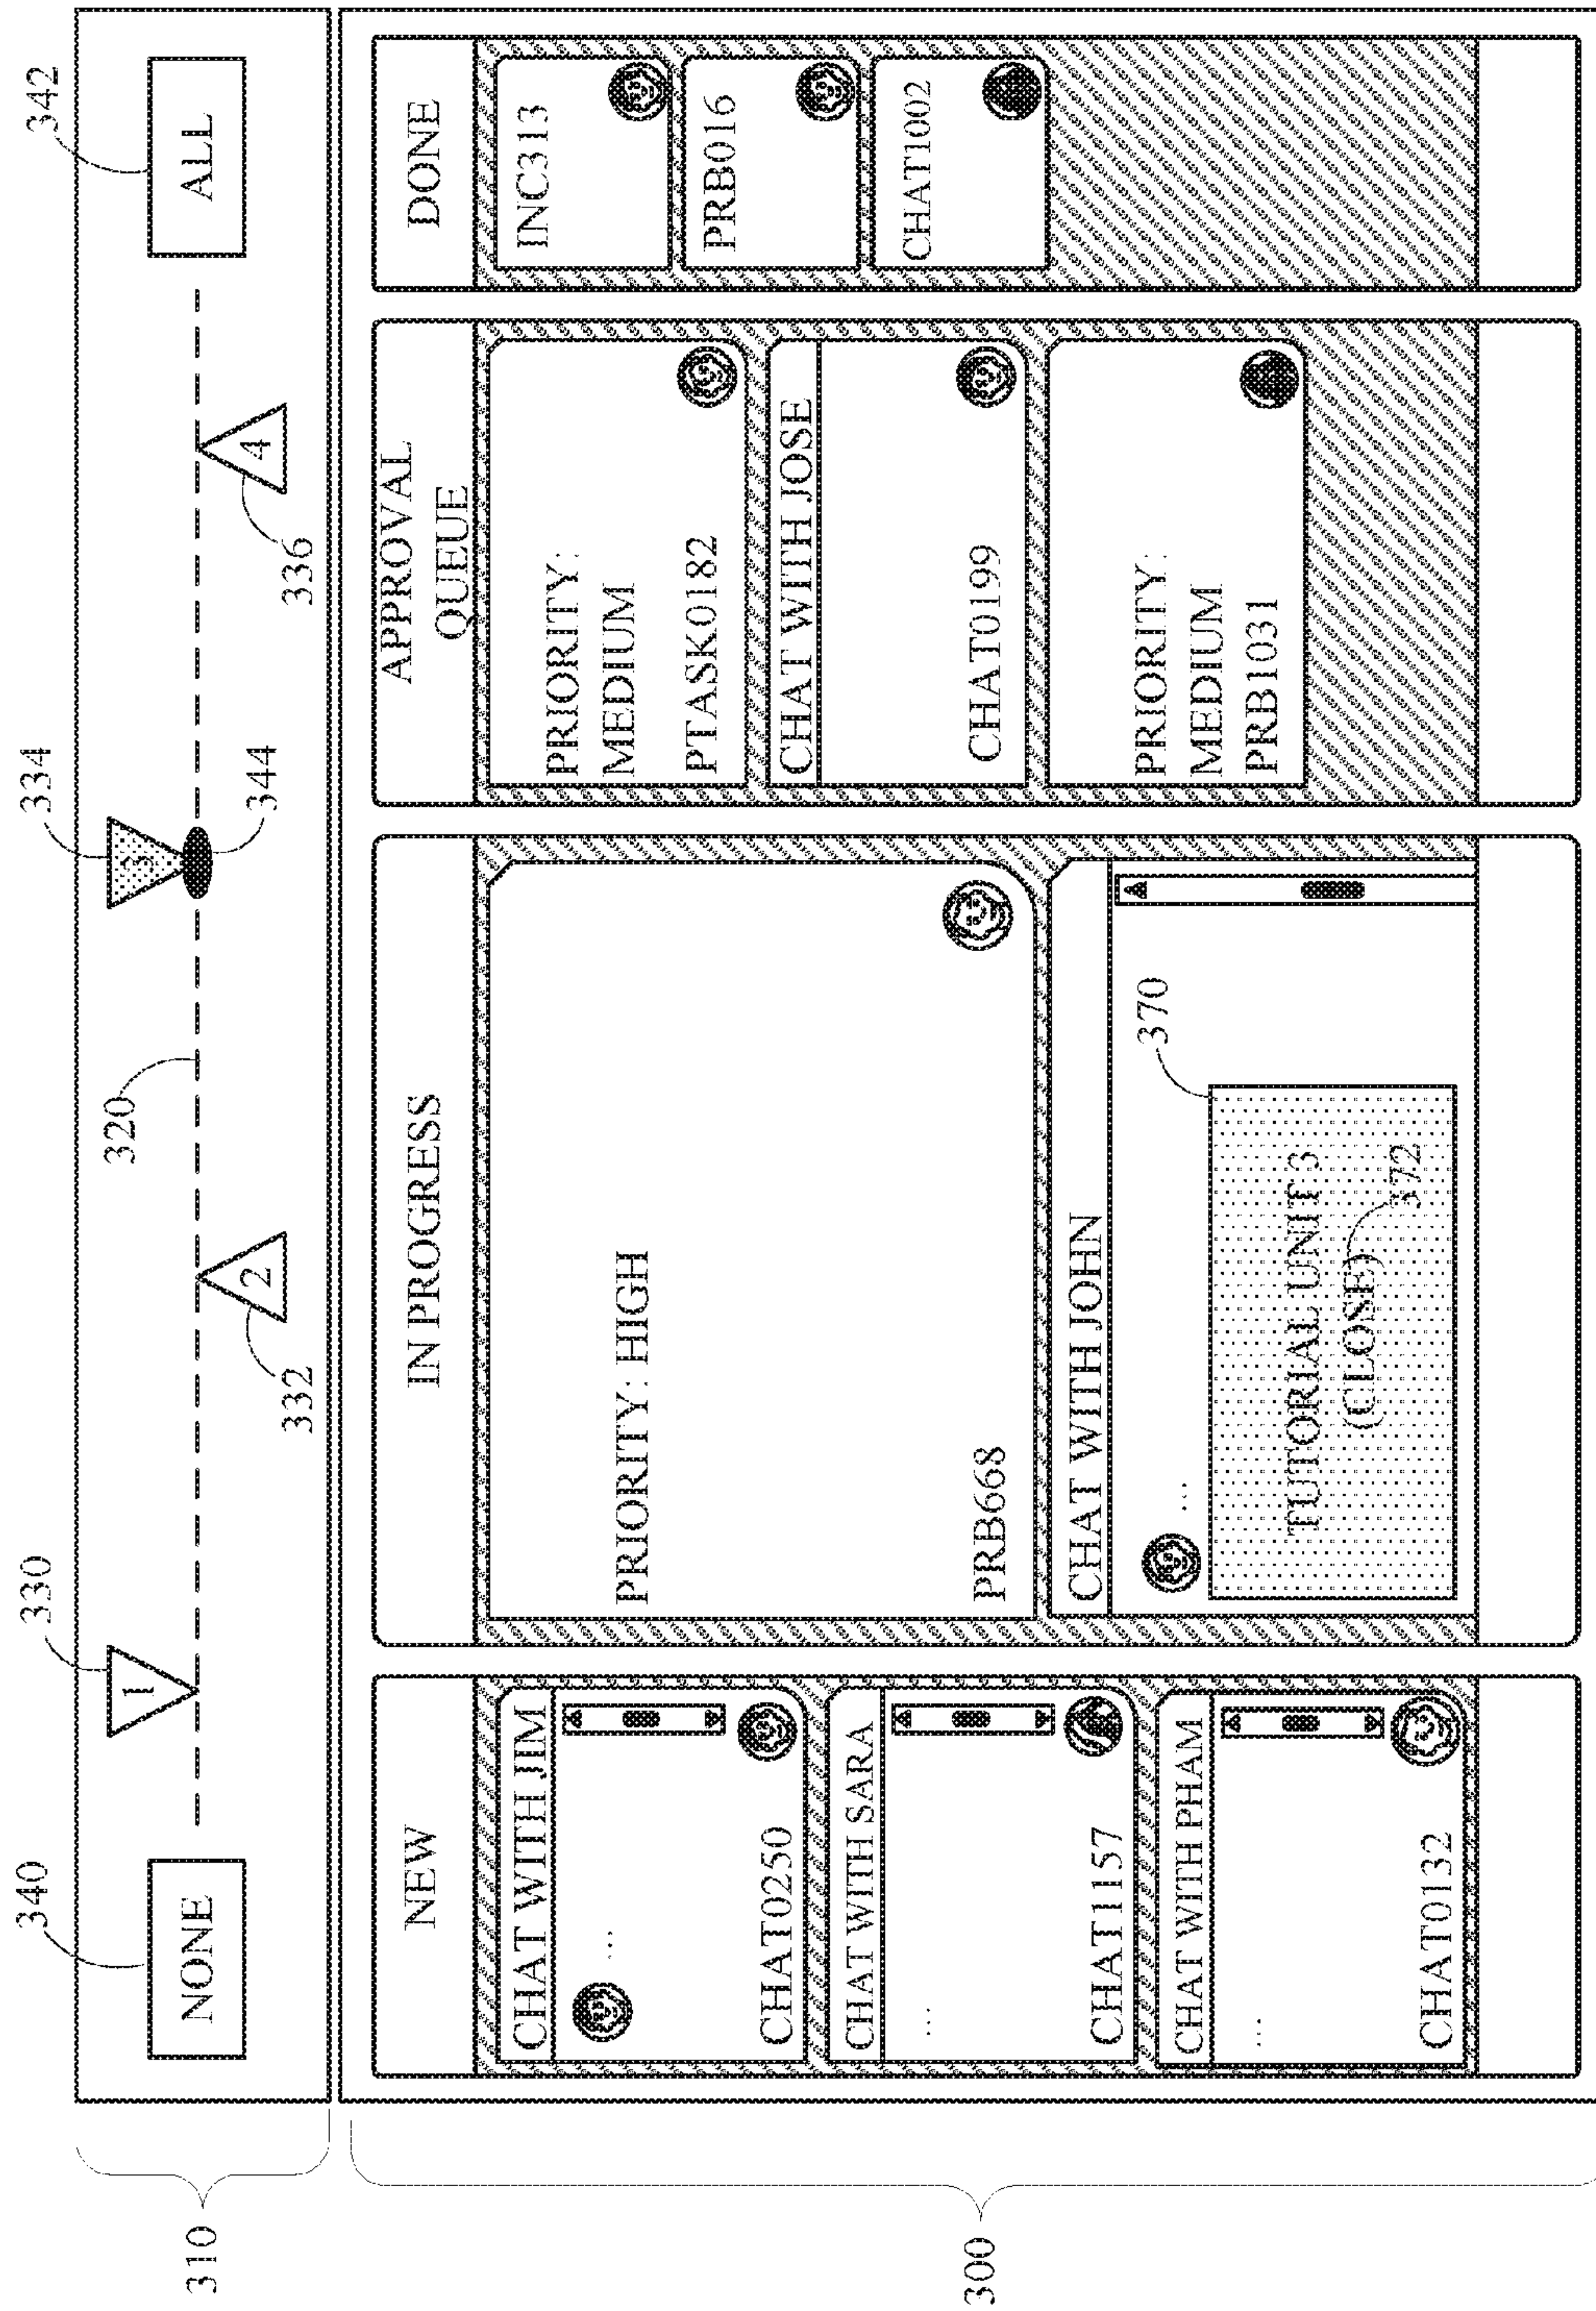 340
330
334
342
NONE
1
3
ALL
2
4
332
320
344
336
310
NEW
CHAT WITH JIM
...
CHAT0250
CHAT WITH SARA
...
CHAT1157
CHAT WITH PHAM
...
CHAT0132
IN PROGRESS
PRIORITY: HIGH
PRB668
CHAT WITH JOHN
...
370
TUTORIAL UNIT 3
(CLOSE)
372
APPROVAL
QUEUE
PRIORITY:
MEDIUM
PTASK0182
CHAT WITH JOSE
CHAT0199
PRIORITY:
MEDIUM
PRB1031
DONE
INC313
PRB016
CHAT1002
300